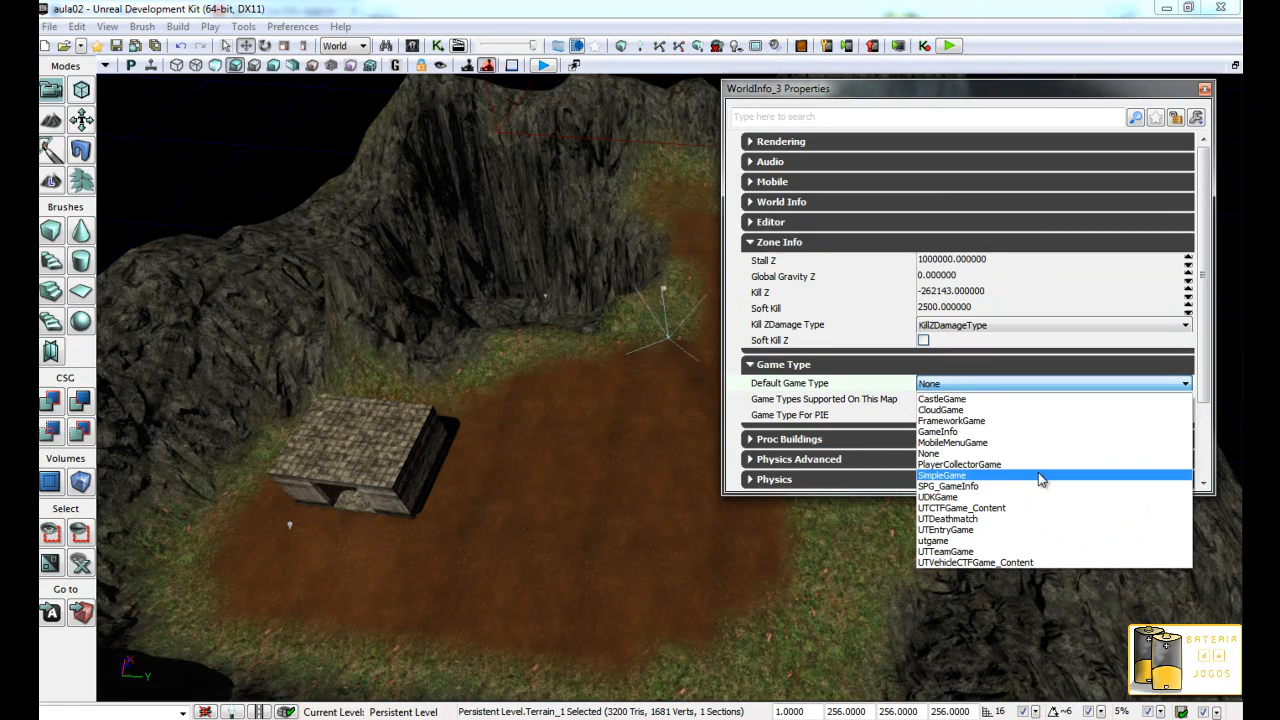 aula02 - Unreal Development Kit (64-bit, DX11)
File Edit View Brush Build Play Tools Preferences Help
World
Modes
P G
Brushes
CSG
Volumes
Select
Go to
WorldInfo_3 Properties
Type here to search
Rendering
Audio
Mobile
World Info
Editor
Zone Info
Stall Z 1000000.000000
Global Gravity Z 0.000000
Kill Z -262143.000000
Soft Kill 2500.000000
Kill ZDamage Type KillZDamageType
Soft Kill Z
Game Type
Default Game Type None
Game Types Supported On This Map
Game Type For PIE
Proc Buildings
Physics Advanced
Physics
CastleGame
CloudGame
FrameworkGame
GameInfo
MobileMenuGame
None
PlayerCollectorGame
SimpleGame
SPG_GameInfo
UDKGame
UTCTFGame_Content
UTDeathmatch
UTEntryGame
utgame
UTTeamGame
UTVehicleCTFGame_Content
X Y
BATERIA
de
JOGOS
Current Level: Persistent Level Persistent Level.Terrain_1 Selected (3200 Tris, 1681 Verts, 1 Sections) 1.0000 256.0000 256.0000 256.0000 16 ~6 5%